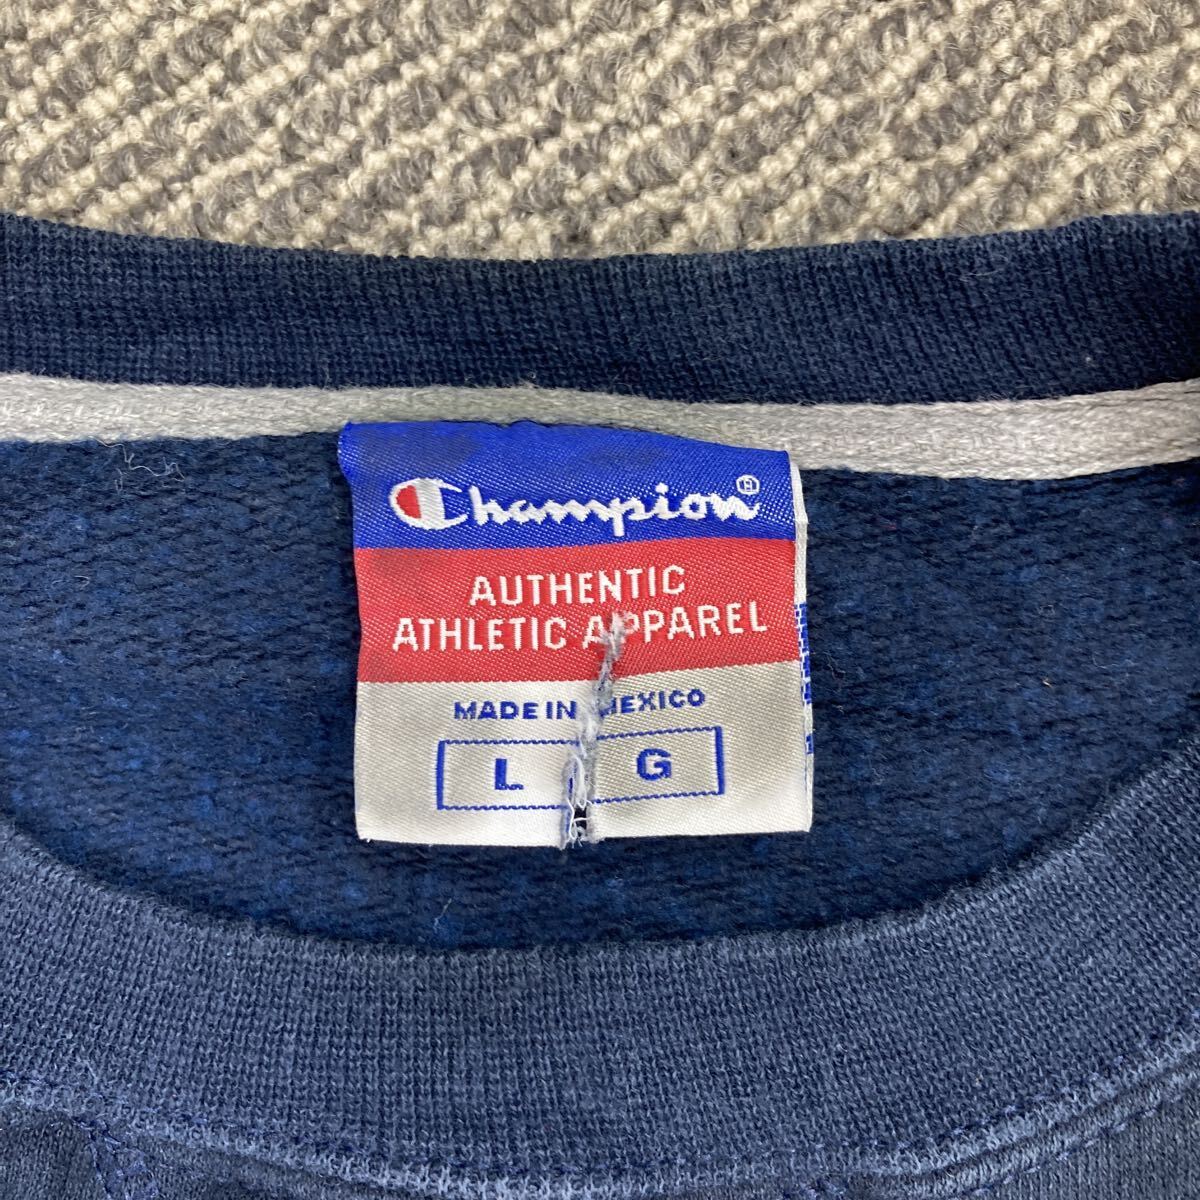 Champion®
AUTHENTIC
ATHLETIC APPAREL
MADE IN MEXICO
L G